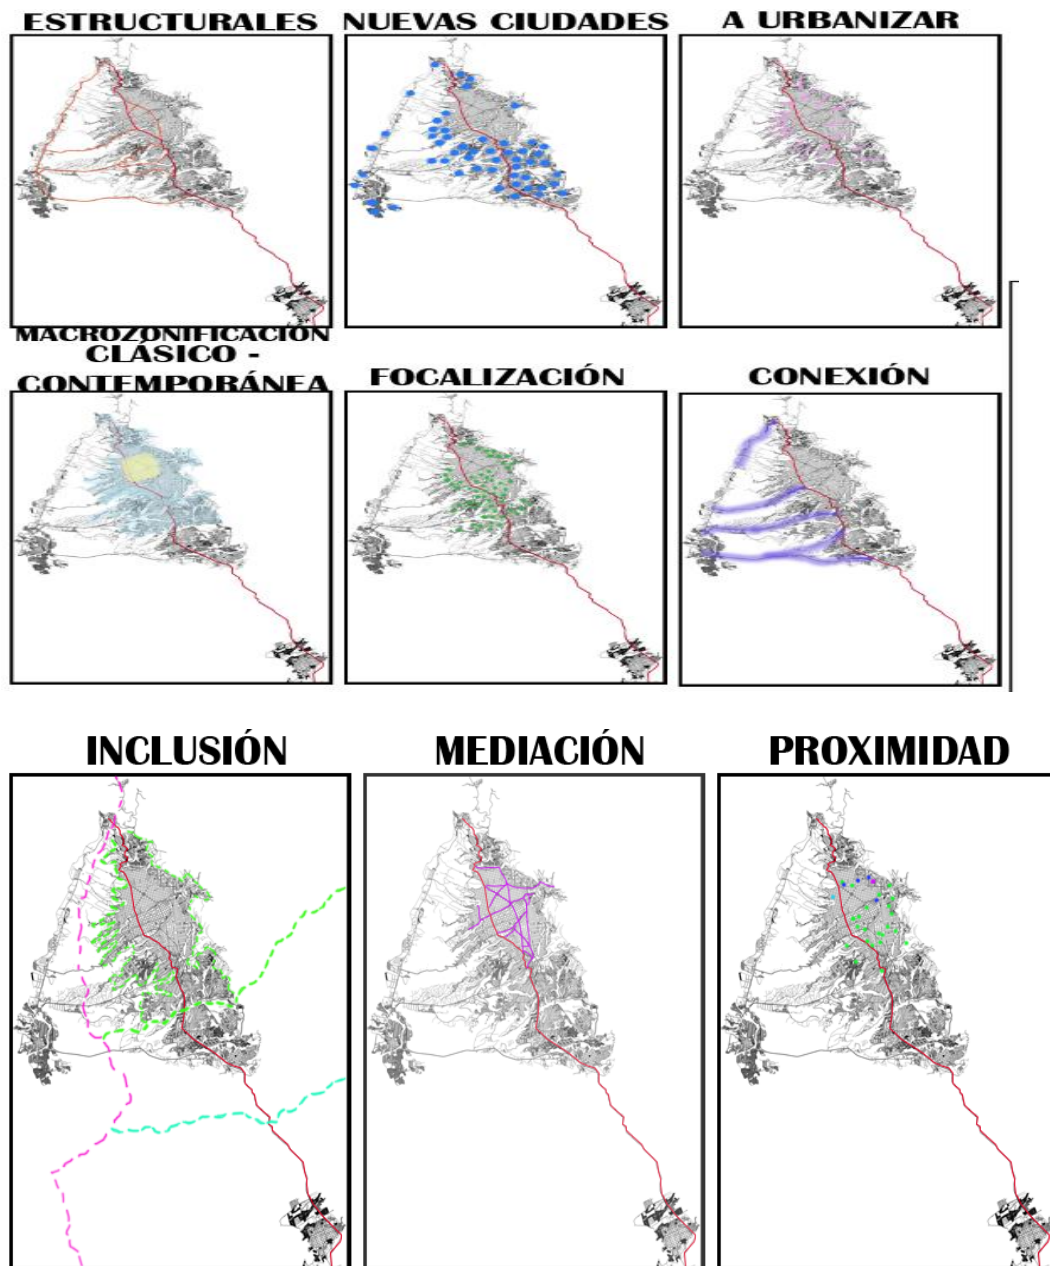 ESTRUCTURALES
NUEVAS CIUDADES
A URBANIZAR
MACROZONIFICACIÓN
CLÁSICO -
CONTEMPORÁNEA
FOCALIZACIÓN
CONEXIÓN
INCLUSIÓN
MEDIACIÓN
PROXIMIDAD